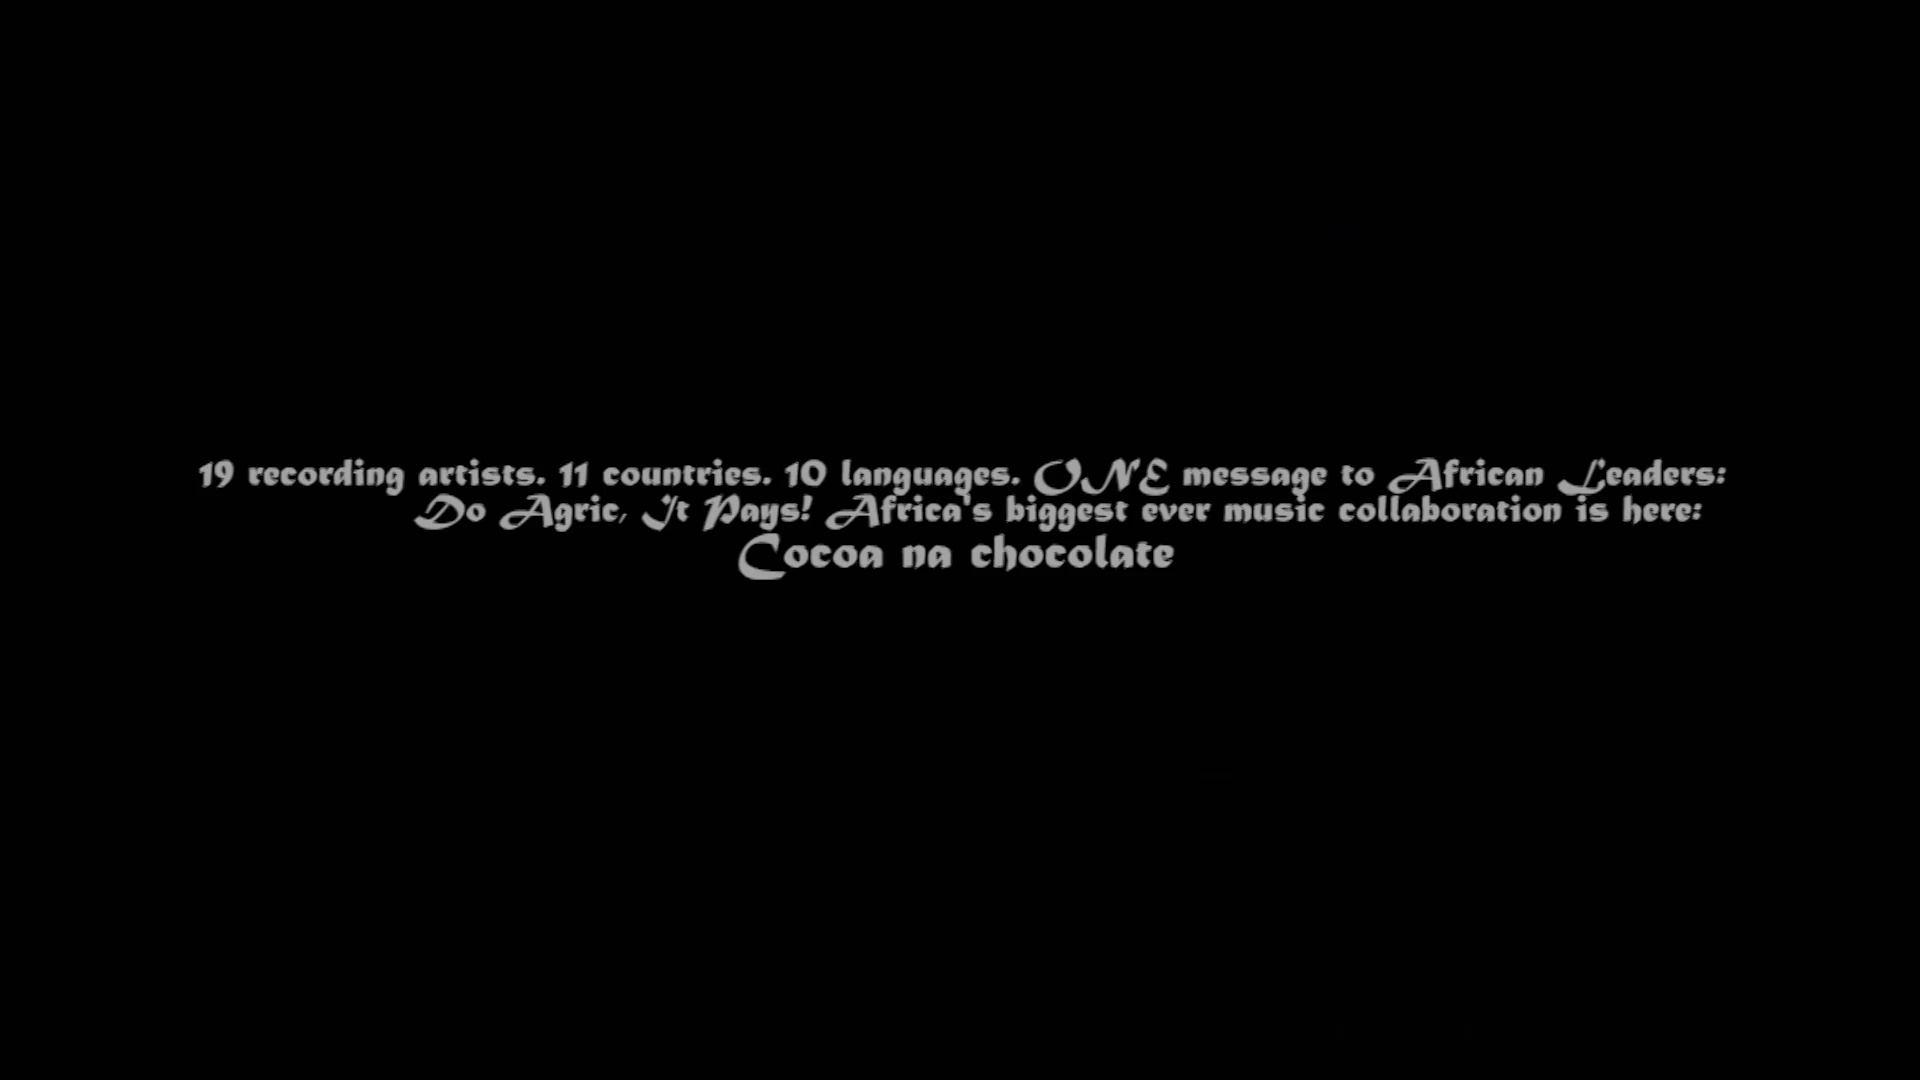 19 recording artists. 11 countries. 10 languages. ONE message to African Leaders:
Do Agric, It Pays! Africa's biggest ever music collaboration is here:
Cocoa na chocolate